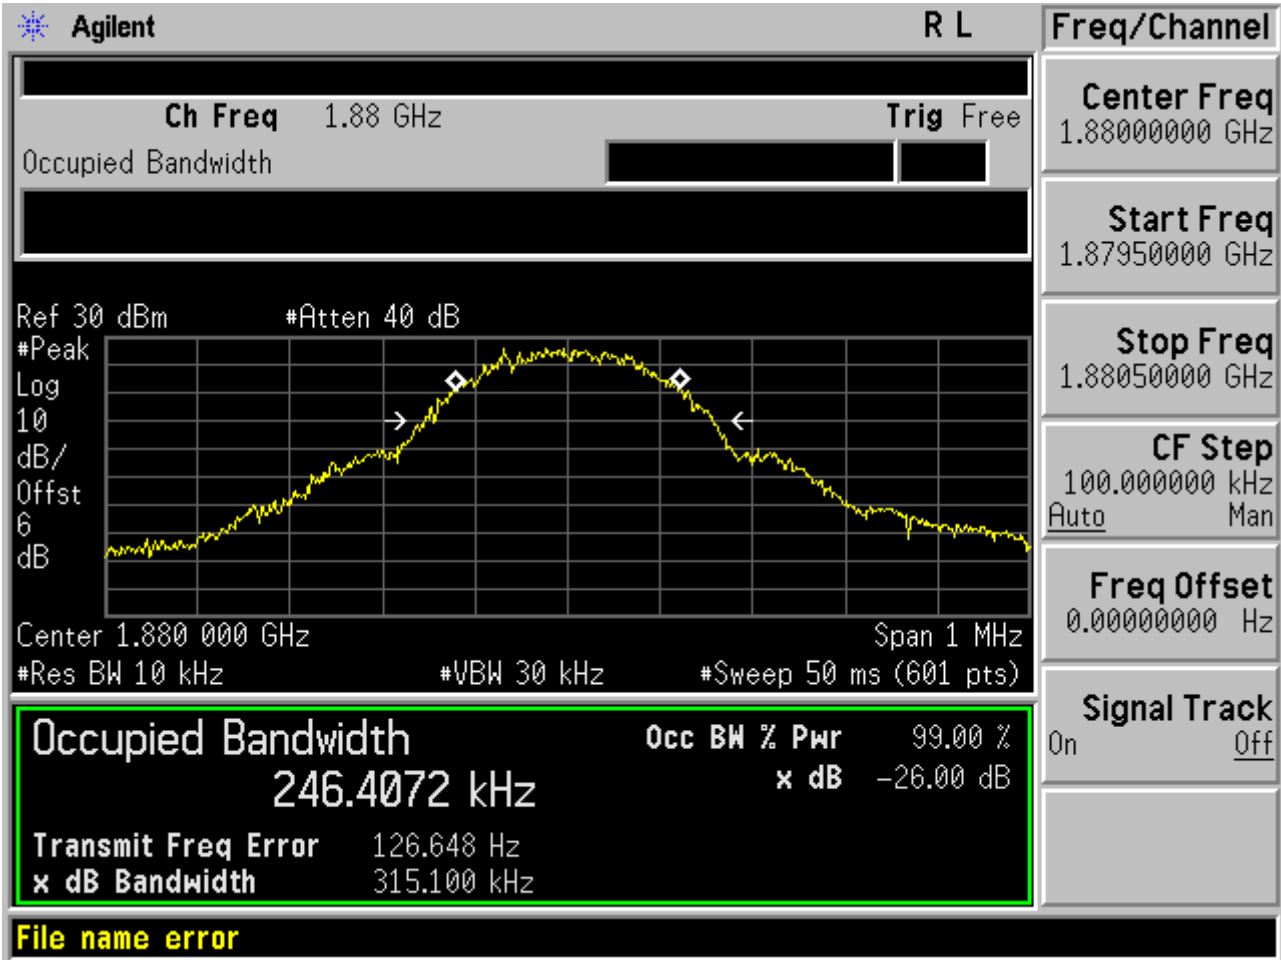 Agilent
R L
Freq/Channel
Ch Freq 1.88 GHz
Trig Free
Occupied Bandwidth
Center Freq
1.88000000 GHz
Start Freq
1.87950000 GHz
Stop Freq
1.88050000 GHz
CF Step
100.000000 kHz
Auto Man
Freq Offset
0.00000000 Hz
Signal Track
On Off
Ref 30 dBm #Atten 40 dB
#Peak
Log
10
dB/
Offst
6
dB
Center 1.880 000 GHz Span 1 MHz
#Res BW 10 kHz #VBW 30 kHz #Sweep 50 ms (601 pts)
Occupied Bandwidth
246.4072 kHz
Occ BW % Pwr 99.00 %
x dB -26.00 dB
Transmit Freq Error 126.648 Hz
x dB Bandwidth 315.100 kHz
File name error